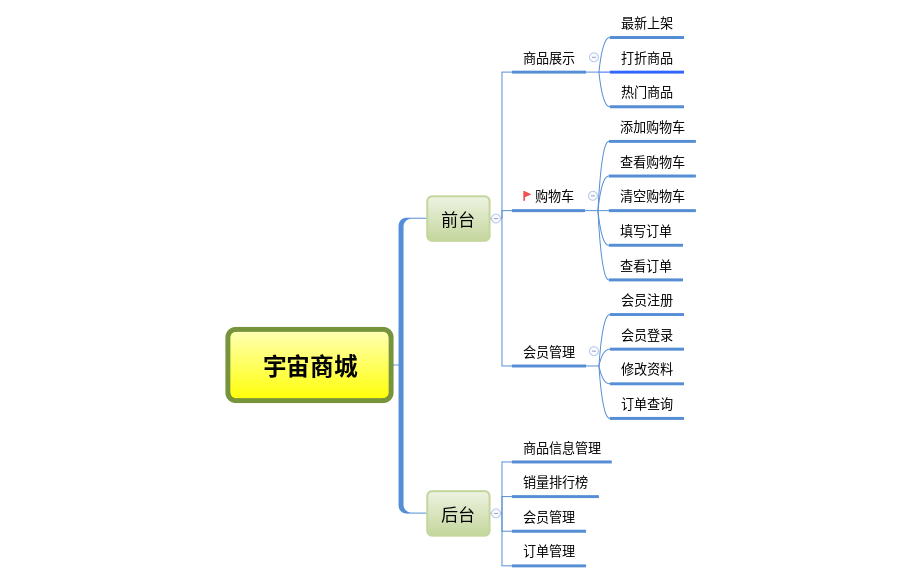 宇宙商城
前台
商品展示
最新上架
打折商品
热门商品
购物车
添加购物车
查看购物车
清空购物车
填写订单
查看订单
会员管理
会员注册
会员登录
修改资料
订单查询
后台
商品信息管理
销量排行榜
会员管理
订单管理